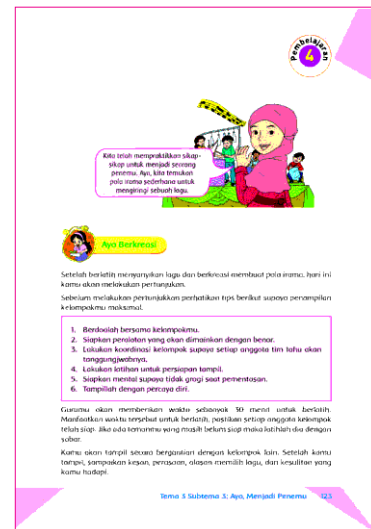 Pembelajaran
4
Kita telah mempraktikkan sikap-
sikap untuk menjadi seorang
penemu. Ayo, kita temukan
pola irama sederhana untuk
mengiringi sebuah lagu.
Ayo Berkreasi
Setelah berlatih menyanyikan lagu dan berkreasi membuat pola irama, hari ini
kamu akan melakukan pertunjukan.
Sebelum melakukan pertunjukkan perhatikan tips berikut supaya penampilan
kelompokmu maksimal.
1. Berdoalah bersama kelompokmu.
2. Siapkan peralatan yang akan dimainkan dengan benar.
3. Lakukan koordinasi kelompok supaya setiap anggota tim tahu akan
tanggungjwabnya.
4. Lakukan latihan untuk persiapan tampil.
5. Siapkan mental supaya tidak grogi saat pementasan.
6. Tampillah dengan percaya diri.
Gurumu akan memberikan waktu sebanyak 30 menit untuk berlatih.
Manfaatkan waktu tersebut untuk berlatih, pastikan setiap anggota kelompok
telah siap. Jika ada temanmu yang masih belum siap maka latihlah dia dengan
sabar.
Kamu akan tampil secara bergantian dengan kelompok lain. Setelah kamu
tampil, sampaikan kesan, perasaan, alasan memilih lagu, dan kesulitan yang
kamu hadapi.
Tema 3 Subtema 3: Ayo, Menjadi Penemu 123